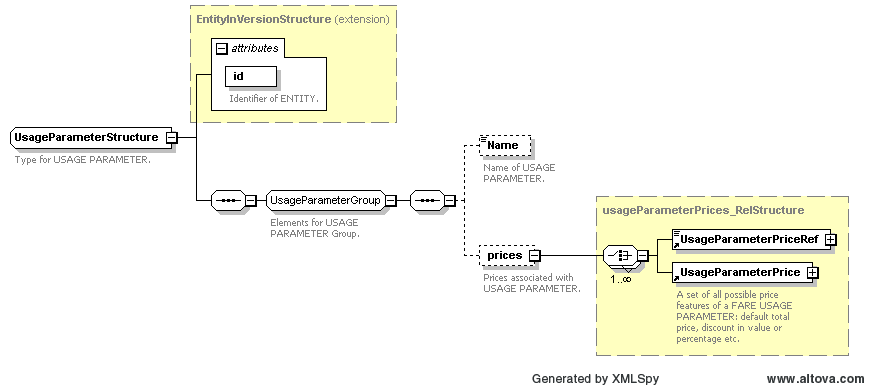 EntityInVersionStructure (extension)
attributes
id
Identifier of ENTITY.
UsageParameterStructure
Type for USAGE PARAMETER.
UsageParameterGroup
Elements for USAGE
PARAMETER Group.
Name
Name of USAGE
PARAMETER.
prices
Prices associated with
USAGE PARAMETER.
usageParameterPrices_RelStructure
1..∞
UsageParameterPriceRef
UsageParameterPrice
A set of all possible price
features of a FARE USAGE
PARAMETER: default total
price, discount in value or
percentage etc.
Generated by XMLSpy
www.altova.com